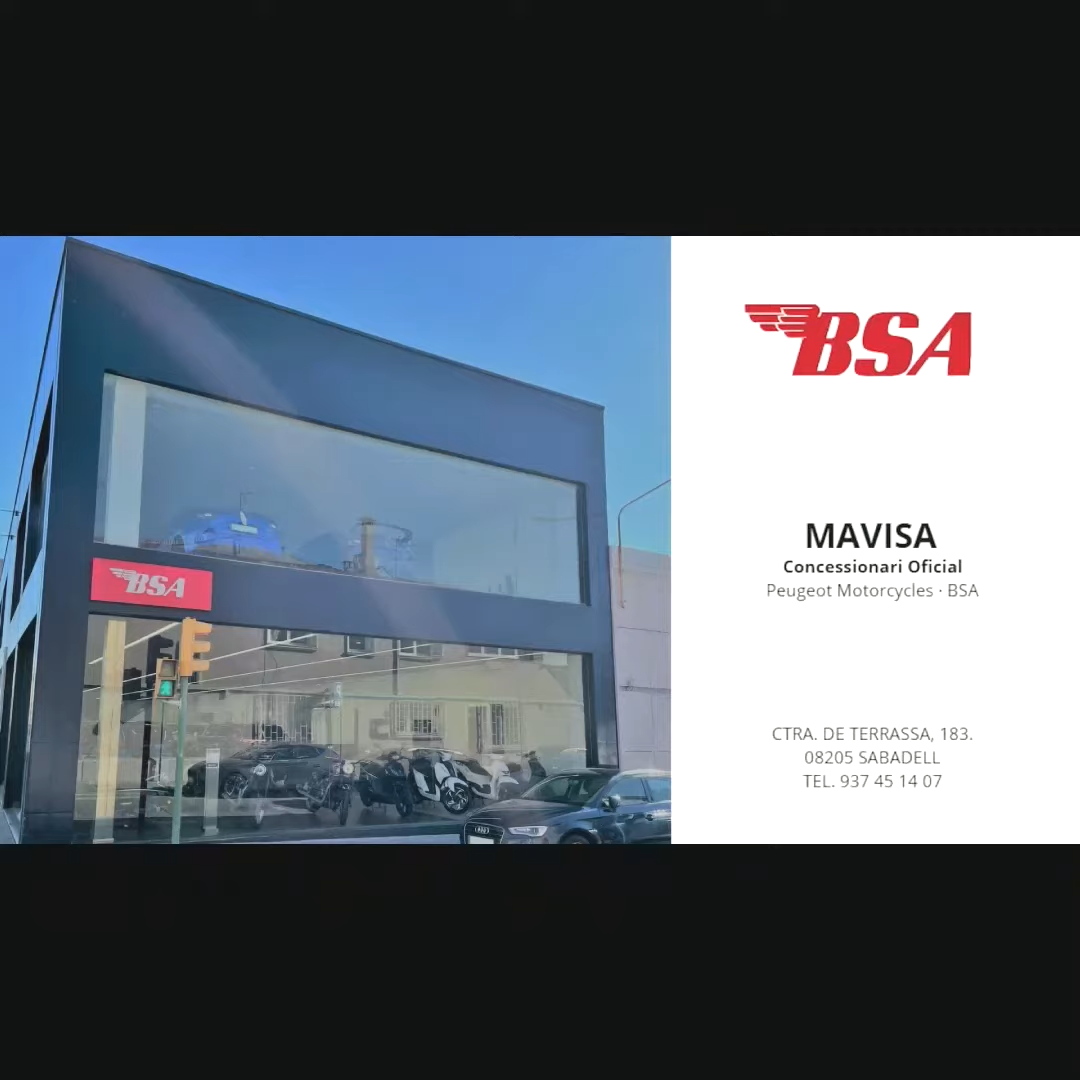 BSA
BSA
MAVISA
Concessionari Oficial
Peugeot Motorcycles · BSA
CTRA. DE TERRASSA, 183.
08205 SABADELL
TEL. 937 45 14 07